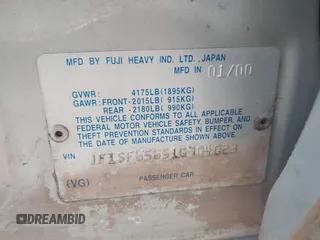 MFD BY FUJI HEAVY IND. LTD., JAPAN
MFD IN 01/00
GVWR: 4175LB(1895KG)
GAWR: FRONT-2015LB( 915KG)
REAR -2180LB( 990KG)
THIS VEHICLE CONFORMS TO ALL APPLICABLE
FEDERAL MOTOR VEHICLE SAFETY, BUMPER, AND
THEFT PREVENTION STANDARDS IN EFFECT ON
THE DATE OF MANUFACTURE SHOWN ABOVE.
VIN
(VG) PASSENGER CAR
DREAMBID